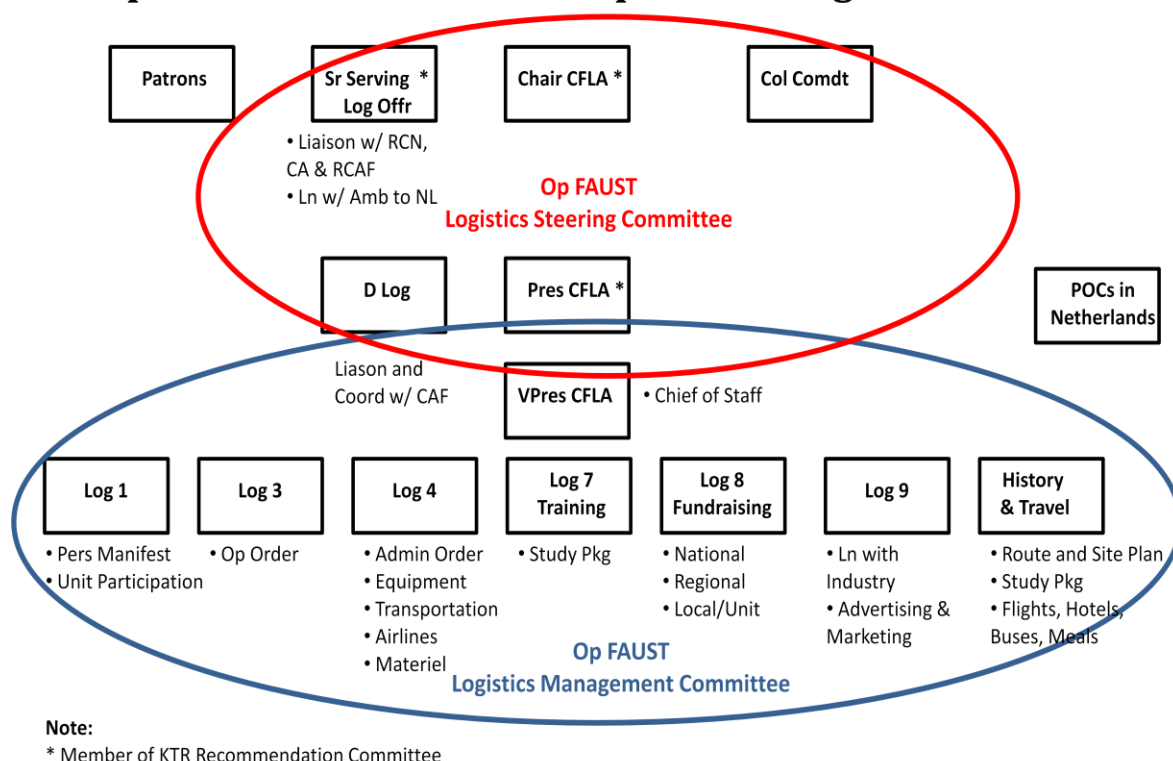 Patrons
Sr Serving *
Log Offr
Chair CFLA *
Col Comdt
• Liaison w/ RCN,
CA & RCAF
• Ln w/ Amb to NL
Op FAUST
Logistics Steering Committee
D Log
Pres CFLA *
POCs in
Netherlands
Liason and
Coord w/ CAF
VPres CFLA
• Chief of Staff
Log 1
Log 3
Log 4
Log 7
Training
Log 8
Fundraising
Log 9
History
& Travel
• Pers Manifest
• Unit Participation
• Op Order
• Admin Order
• Equipment
• Transportation
• Airlines
• Materiel
• Study Pkg
• National
• Regional
• Local/Unit
• Ln with
Industry
• Advertising &
Marketing
• Route and Site Plan
• Study Pkg
• Flights, Hotels,
Buses, Meals
Op FAUST
Logistics Management Committee
Note:
* Member of KTR Recommendation Committee